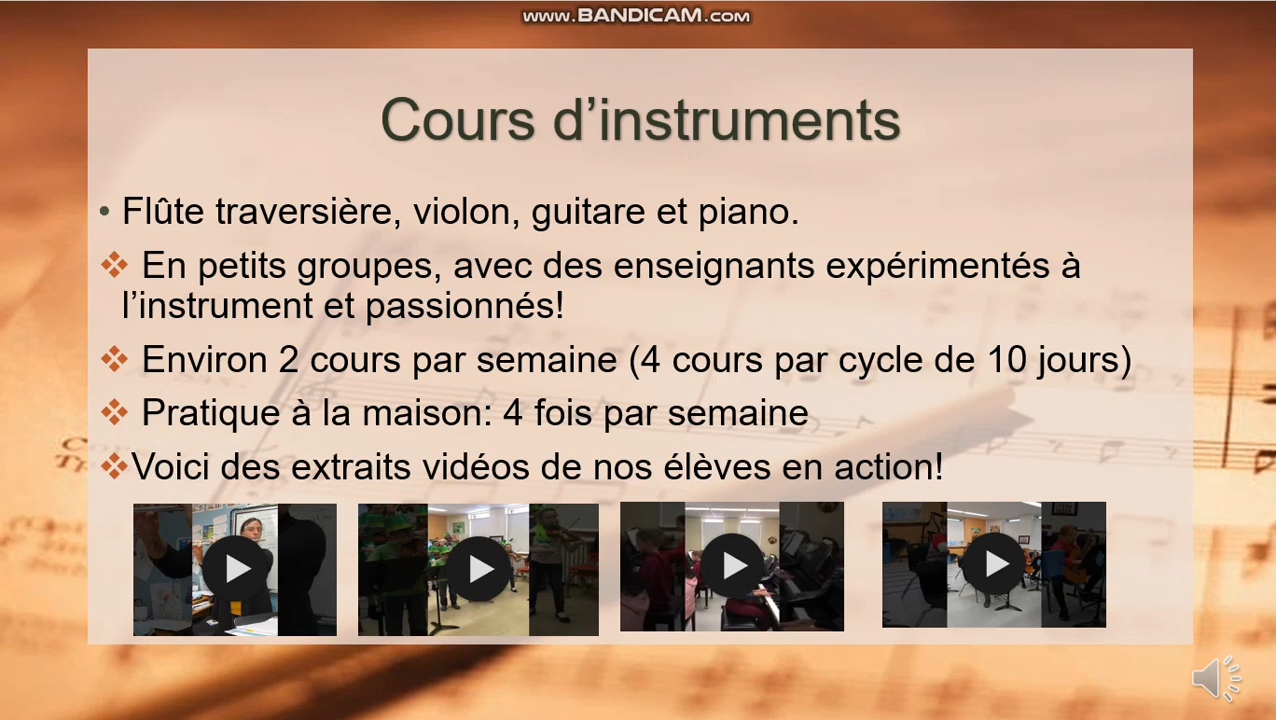 www.BANDICAM.com
Cours d’instruments
• Flûte traversière, violon, guitare et piano.
❖ En petits groupes, avec des enseignants expérimentés à
l’instrument et passionnés!
❖ Environ 2 cours par semaine (4 cours par cycle de 10 jours)
❖ Pratique à la maison: 4 fois par semaine
❖Voici des extraits vidéos de nos élèves en action!